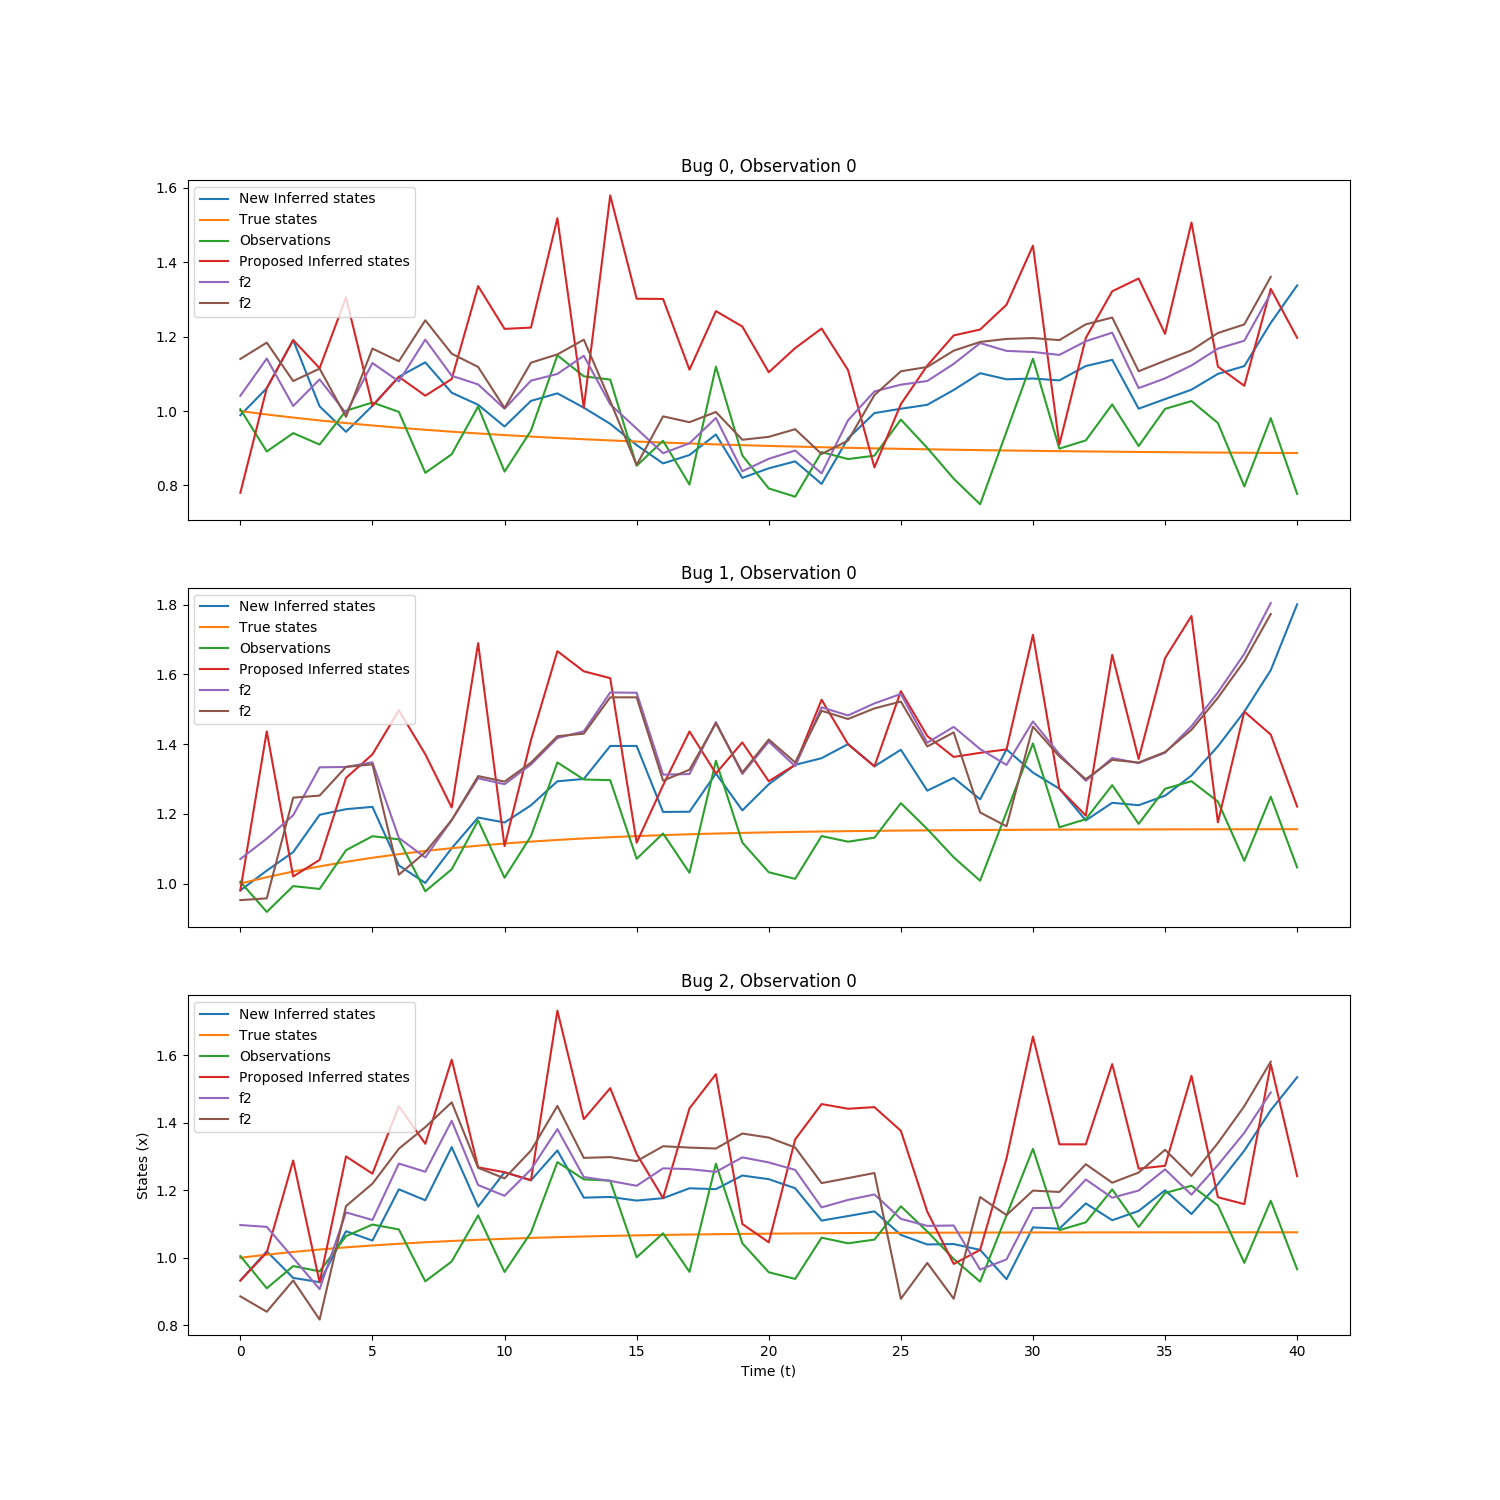 Bug 0, Observation 0
New Inferred states
True states
Observations
Proposed Inferred states
f2
f2
1.6
1.4
1.2
1.0
0.8
Bug 1, Observation 0
New Inferred states
True states
Observations
Proposed Inferred states
f2
f2
1.8
1.6
1.4
1.2
1.0
Bug 2, Observation 0
New Inferred states
True states
Observations
Proposed Inferred states
f2
f2
1.6
1.4
1.2
1.0
0.8
States (x)
0 5 10 15 20 25 30 35 40
Time (t)